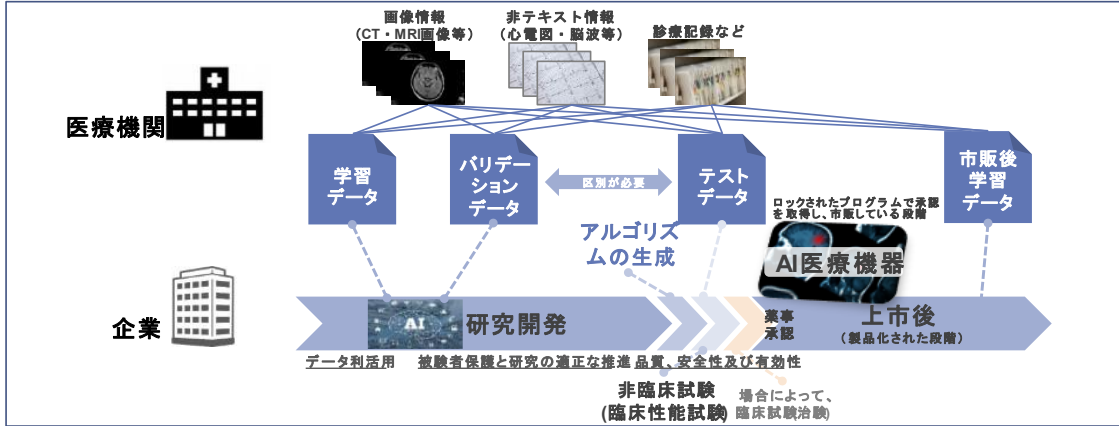 画像情報
（CT・MRI画像等）
非テキスト情報
（心電図・脳波等）
診療記録など
医療機関
学習
データ
バリデー
ション
データ
区別が必要
テスト
データ
市販後
学習
データ
ロックされたプログラムで承認
を取得し、市販している段階
アルゴリズ
ムの生成
AI医療機器
企業
AI
研究開発
薬事
承認
上市後
（製品化された段階）
データ利活用
被験者保護と研究の適正な推進
品質、安全性及び有効性
非臨床試験
(臨床性能試験)
場合によって、
臨床試験治験)